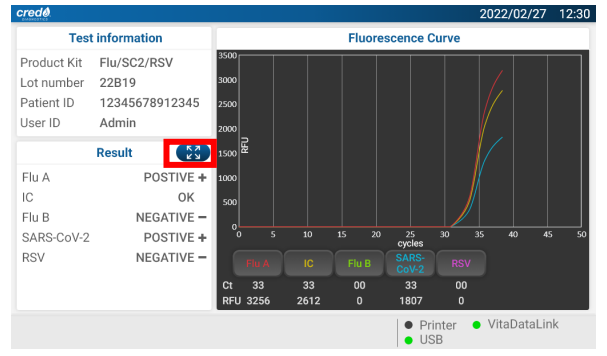 credo 2022/02/27 12:30
DIAGNOSTICS
Test information
Product Kit Flu/SC2/RSV
Lot number 22B19
Patient ID 12345678912345
User ID Admin
Result
Flu A POSTIVE +
IC OK
Flu B NEGATIVE −
SARS-CoV-2 POSTIVE +
RSV NEGATIVE −
Fluorescence Curve
3500
3000
2500
2000
1500
1000
500
0
RFU
0 5 10 15 20 25 30 35 40 45 50
cycles
Flu A IC Flu B SARS-CoV-2 RSV
Ct 33 33 00 33 00
RFU 3256 2612 0 1807 0
Printer VitaDataLink
USB